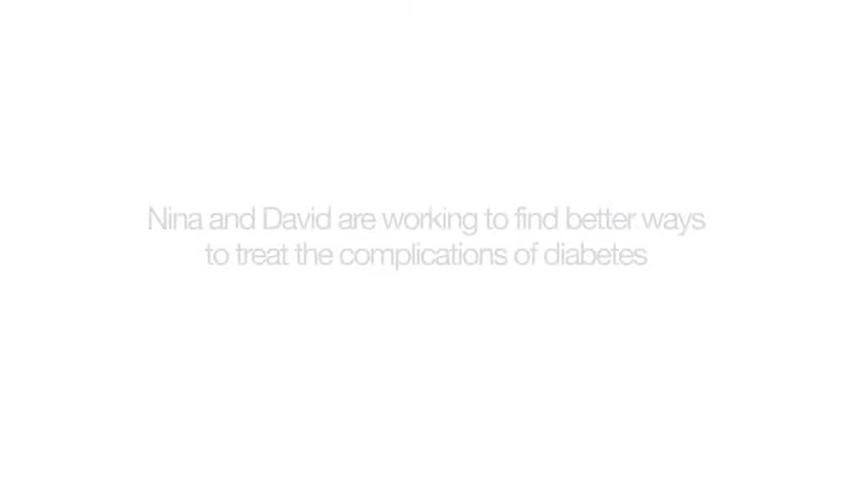 Nina and David are working to find better ways
to treat the complications of diabetes